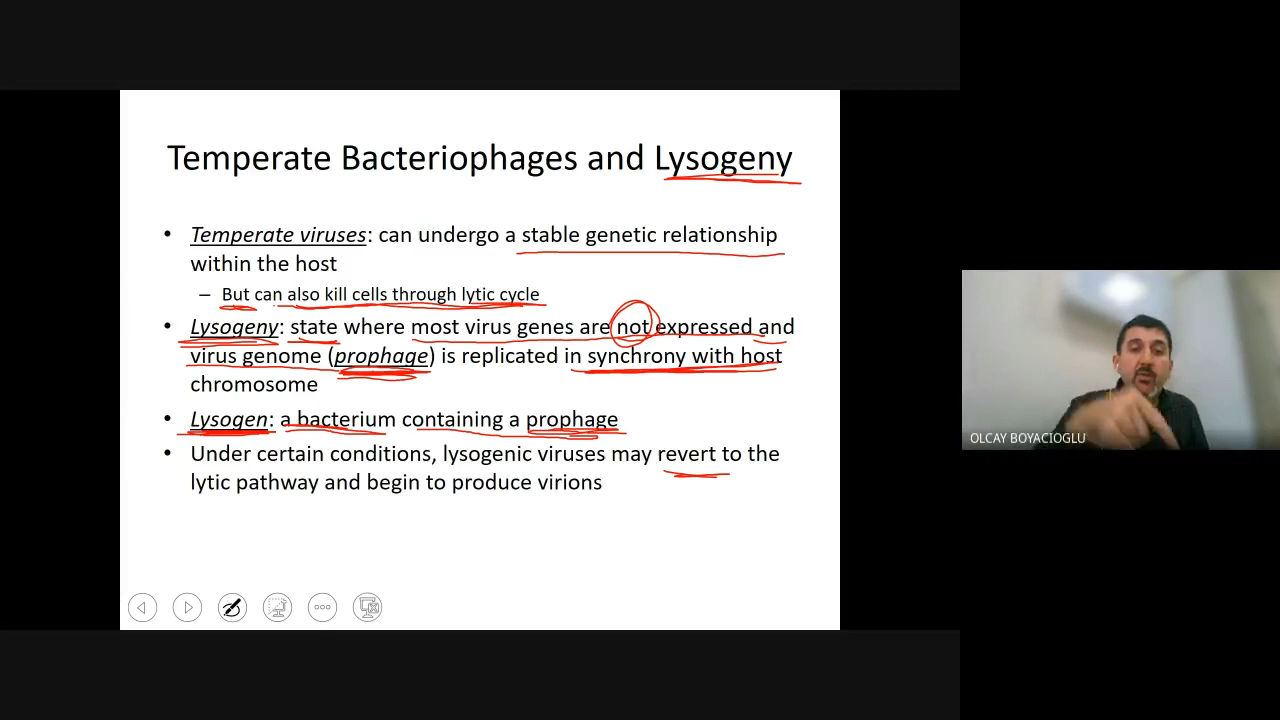 Temperate Bacteriophages and Lysogeny
• Temperate viruses: can undergo a stable genetic relationship
within the host
– But can also kill cells through lytic cycle
• Lysogeny: state where most virus genes are not expressed and
virus genome (prophage) is replicated in synchrony with host
chromosome
• Lysogen: a bacterium containing a prophage
• Under certain conditions, lysogenic viruses may revert to the
lytic pathway and begin to produce virions
OLCAY BOYACIOGLU